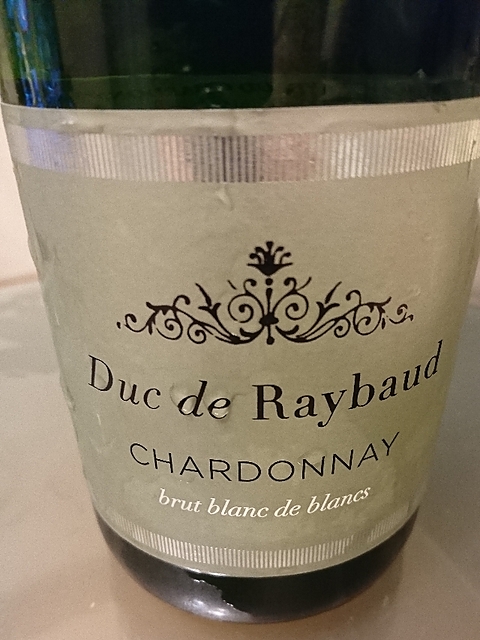 Duc de Raybaud
CHARDONNAY
brut blanc de blancs